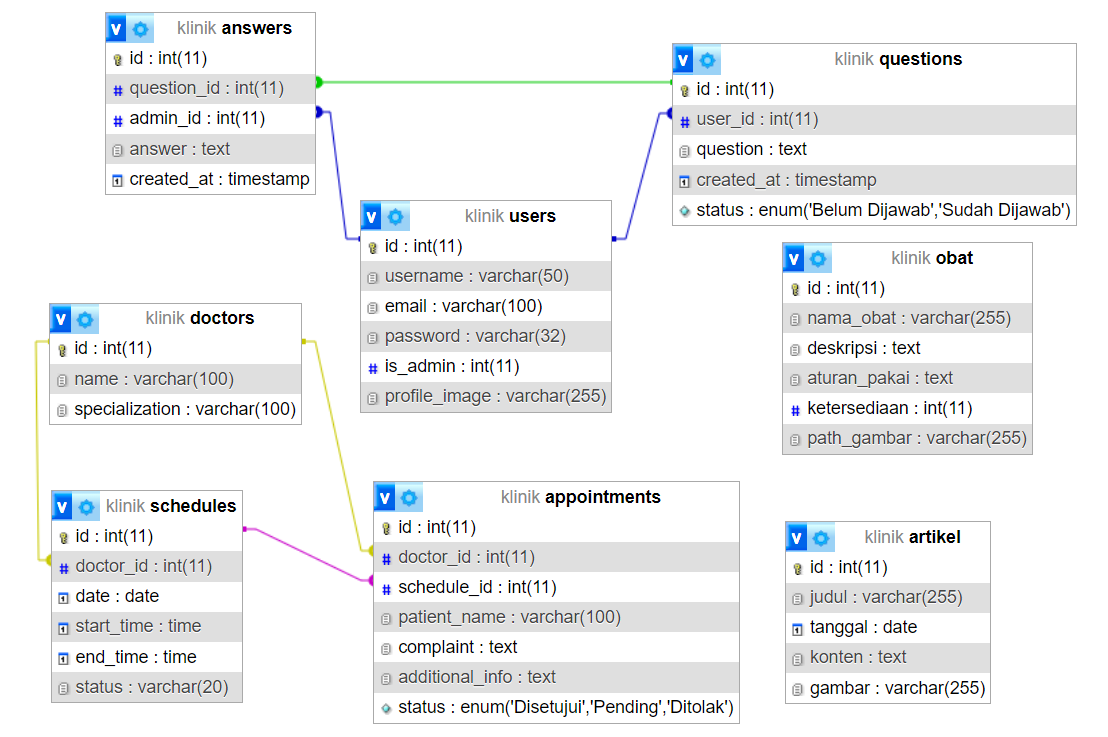 klinik answers
id : int(11)
question_id : int(11)
admin_id : int(11)
answer : text
created_at : timestamp
klinik questions
id : int(11)
user_id : int(11)
question : text
created_at : timestamp
status : enum('Belum Dijawab','Sudah Dijawab')
klinik users
id : int(11)
username : varchar(50)
email : varchar(100)
password : varchar(32)
is_admin : int(11)
profile_image : varchar(255)
klinik obat
id : int(11)
nama_obat : varchar(255)
deskripsi : text
aturan_pakai : text
ketersediaan : int(11)
path_gambar : varchar(255)
klinik doctors
id : int(11)
name : varchar(100)
specialization : varchar(100)
klinik schedules
id : int(11)
doctor_id : int(11)
date : date
start_time : time
end_time : time
status : varchar(20)
klinik appointments
id : int(11)
doctor_id : int(11)
schedule_id : int(11)
patient_name : varchar(100)
complaint : text
additional_info : text
status : enum('Disetujui','Pending','Ditolak')
klinik artikel
id : int(11)
judul : varchar(255)
tanggal : date
konten : text
gambar : varchar(255)